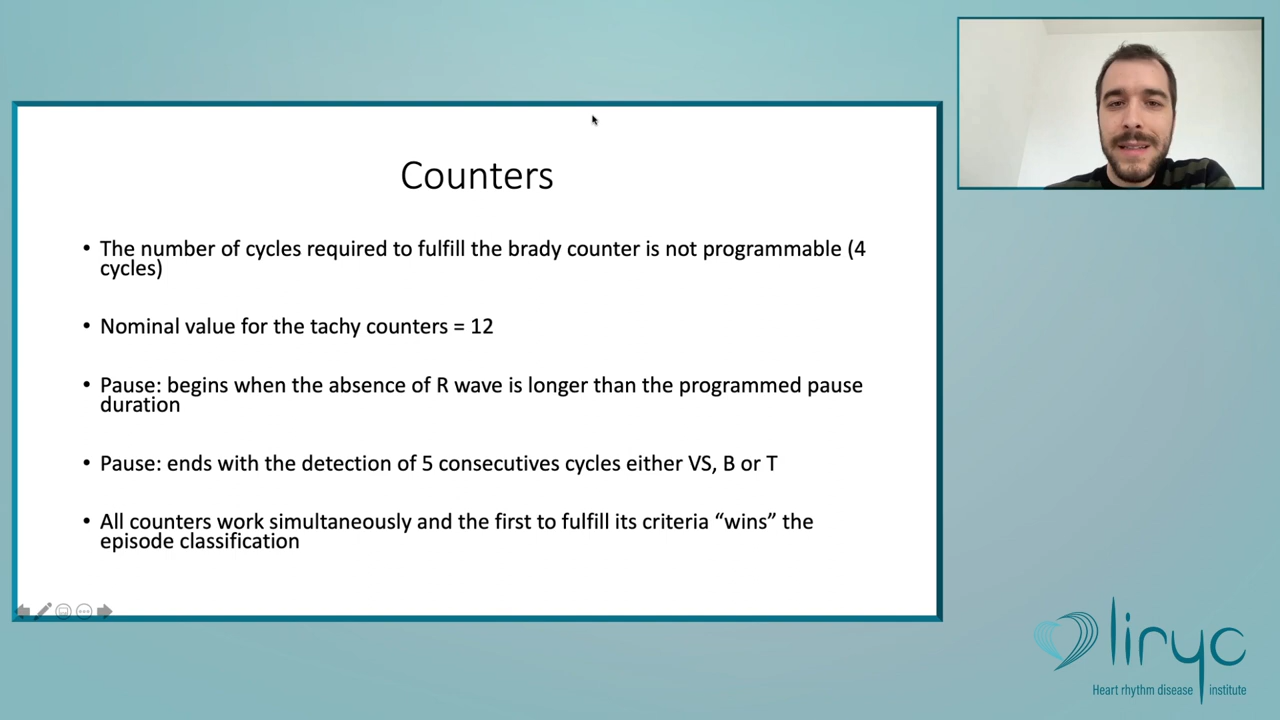 Counters
• The number of cycles required to fulfill the brady counter is not programmable (4
cycles)
• Nominal value for the tachy counters = 12
• Pause: begins when the absence of R wave is longer than the programmed pause
duration
• Pause: ends with the detection of 5 consecutives cycles either VS, B or T
• All counters work simultaneously and the first to fulfill its criteria “wins” the
episode classification
liryc
Heart rhythm disease institute